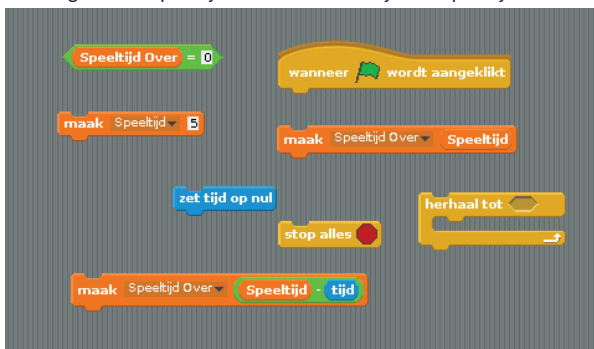 Speeltijd Over = 0
wanneer wordt aangeklikt
maak Speeltijd 5
maak Speeltijd Over Speeltijd
zet tijd op nul
herhaal tot
stop alles
maak Speeltijd Over Speeltijd - tijd